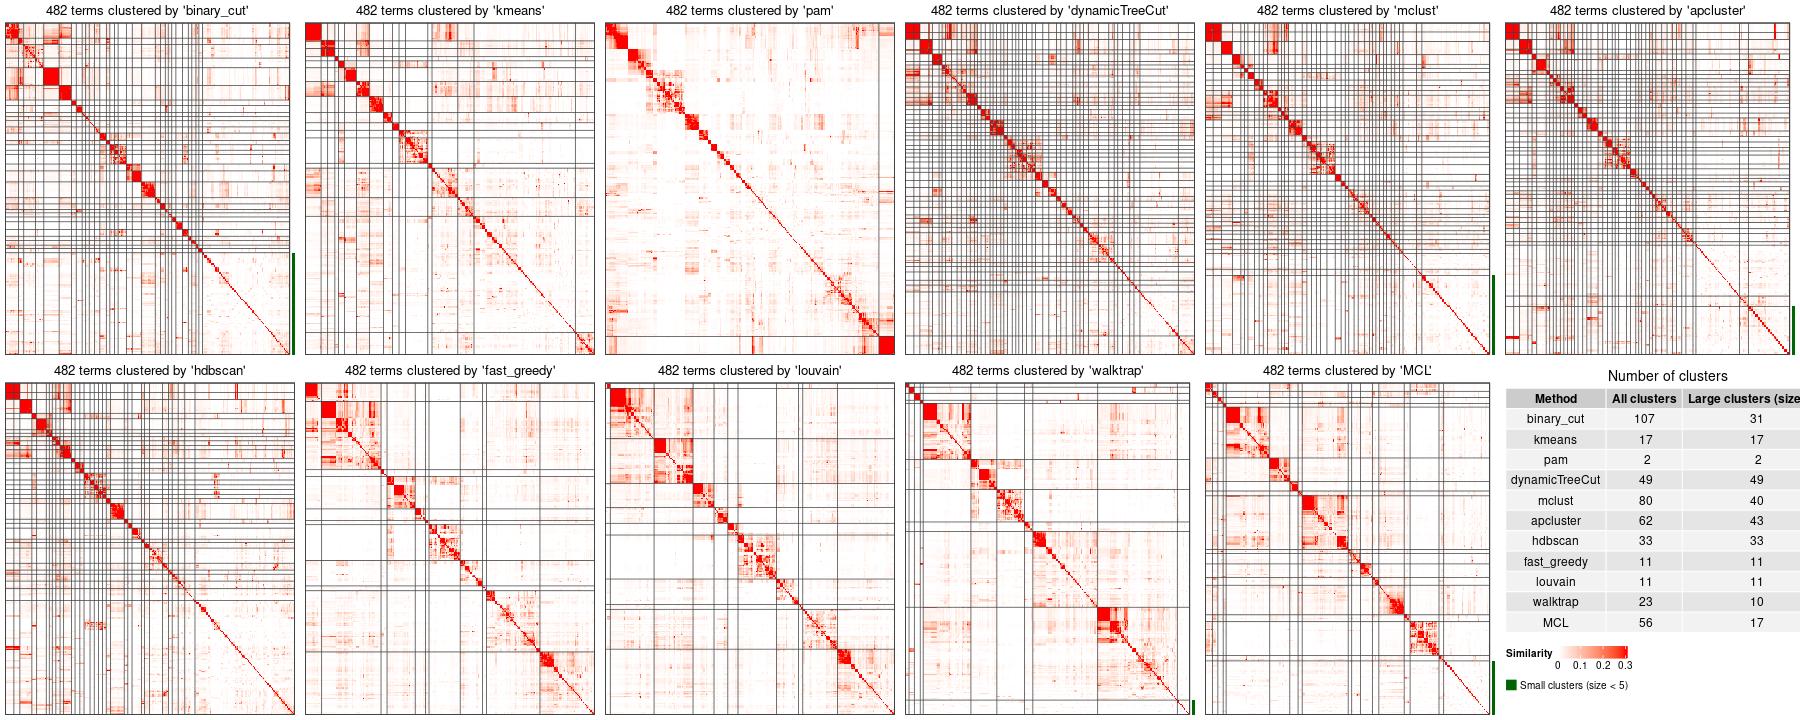 482 terms clustered by 'binary_cut'
482 terms clustered by 'kmeans'
482 terms clustered by 'pam'
482 terms clustered by 'dynamicTreeCut'
482 terms clustered by 'mclust'
482 terms clustered by 'apcluster'
482 terms clustered by 'hdbscan'
482 terms clustered by 'fast_greedy'
482 terms clustered by 'louvain'
482 terms clustered by 'walktrap'
482 terms clustered by 'MCL'
Number of clusters
Method All clusters Large clusters (size
binary_cut 107 31
kmeans 17 17
pam 2 2
dynamicTreeCut 49 49
mclust 80 40
apcluster 62 43
hdbscan 33 33
fast_greedy 11 11
louvain 11 11
walktrap 23 10
MCL 56 17
Similarity
0 0.1 0.2 0.3
Small clusters (size < 5)